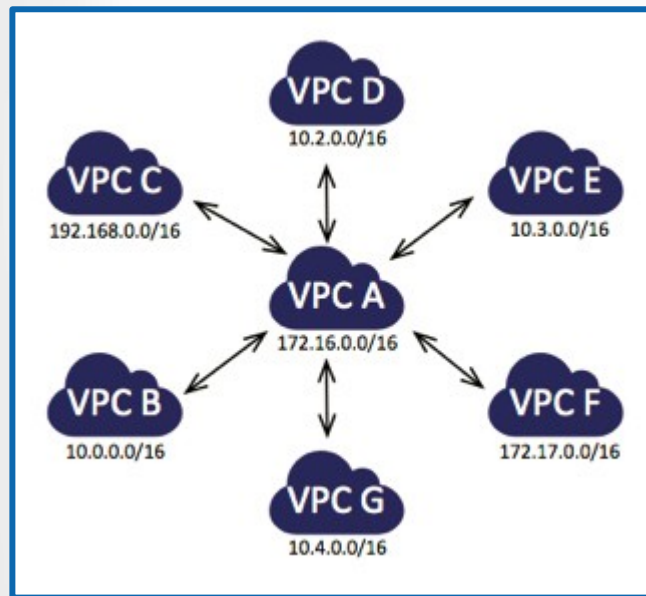 VPC D
10.2.0.0/16
VPC C
192.168.0.0/16
VPC E
10.3.0.0/16
VPC A
172.16.0.0/16
VPC B
10.0.0.0/16
VPC F
172.17.0.0/16
VPC G
10.4.0.0/16